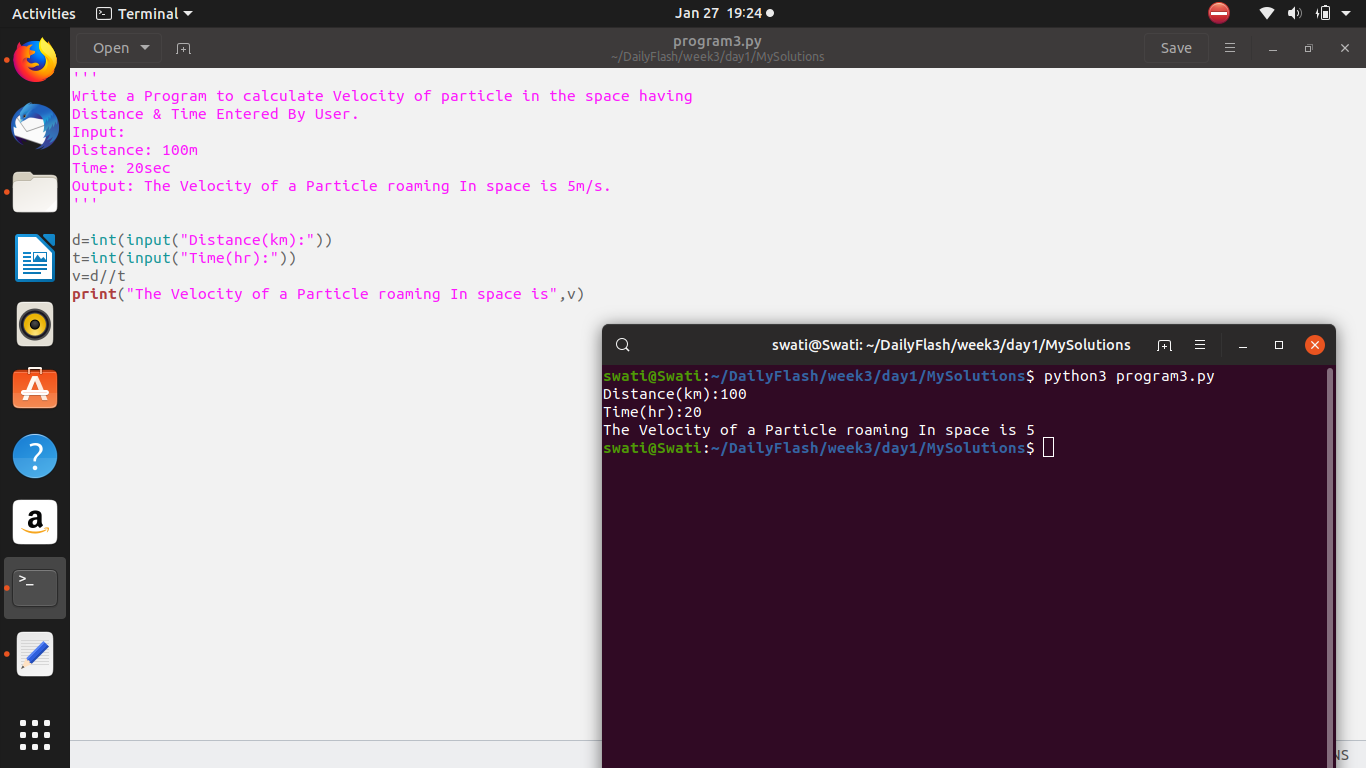 Activities Terminal Jan 27 19:24
Open program3.py Save
~/DailyFlash/week3/day1/MySolutions
'''
Write a Program to calculate Velocity of particle in the space having
Distance & Time Entered By User.
Input:
Distance: 100m
Time: 20sec
Output: The Velocity of a Particle roaming In space is 5m/s.
'''
d=int(input("Distance(km):"))
t=int(input("Time(hr):"))
v=d//t
print("The Velocity of a Particle roaming In space is",v)
swati@Swati: ~/DailyFlash/week3/day1/MySolutions
swati@Swati:~/DailyFlash/week3/day1/MySolutions$ python3 program3.py
Distance(km):100
Time(hr):20
The Velocity of a Particle roaming In space is 5
swati@Swati:~/DailyFlash/week3/day1/MySolutions$